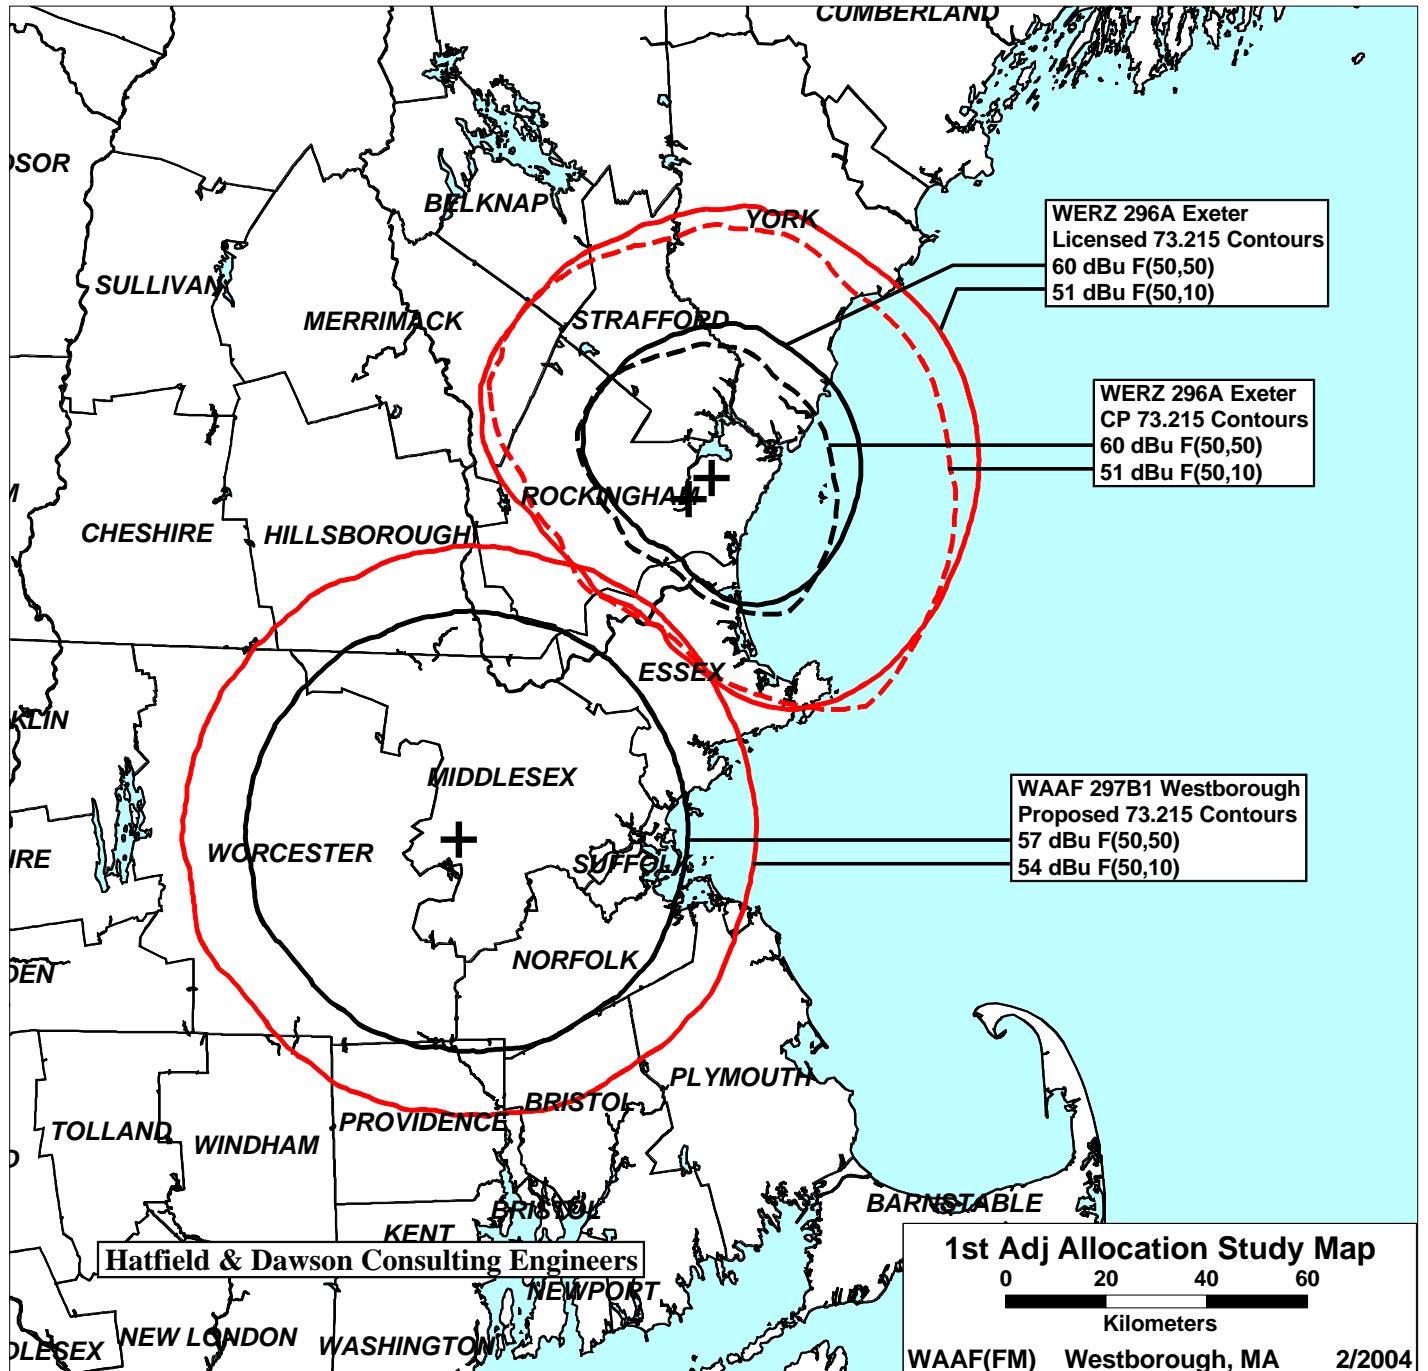 CUMBERLAND
DSOR
BELKNAP
YORK
WERZ 296A Exeter
Licensed 73.215 Contours
60 dBu F(50,50)
51 dBu F(50,10)
SULLIVAN
MERRIMACK
STRAFFORD
WERZ 296A Exeter
CP 73.215 Contours
60 dBu F(50,50)
51 dBu F(50,10)
M
ROCKINGHAM
CHESHIRE
HILLSBOROUGH
ESSEX
KLIN
MIDDLESEX
WAAF 297B1 Westborough
Proposed 73.215 Contours
57 dBu F(50,50)
54 dBu F(50,10)
IRE
WORCESTER
SUFFOLK
NORFOLK
DEN
PLYMOUTH
BRISTOL
PROVIDENCE
TOLLAND
WINDHAM
D
BARNSTABLE
BRISTOL
KENT
Hatfield & Dawson Consulting Engineers
NEWPORT
1st Adj Allocation Study Map
0 20 40 60
Kilometers
DLESEX
NEW LONDON
WASHINGTON
WAAF(FM) Westborough, MA 2/2004